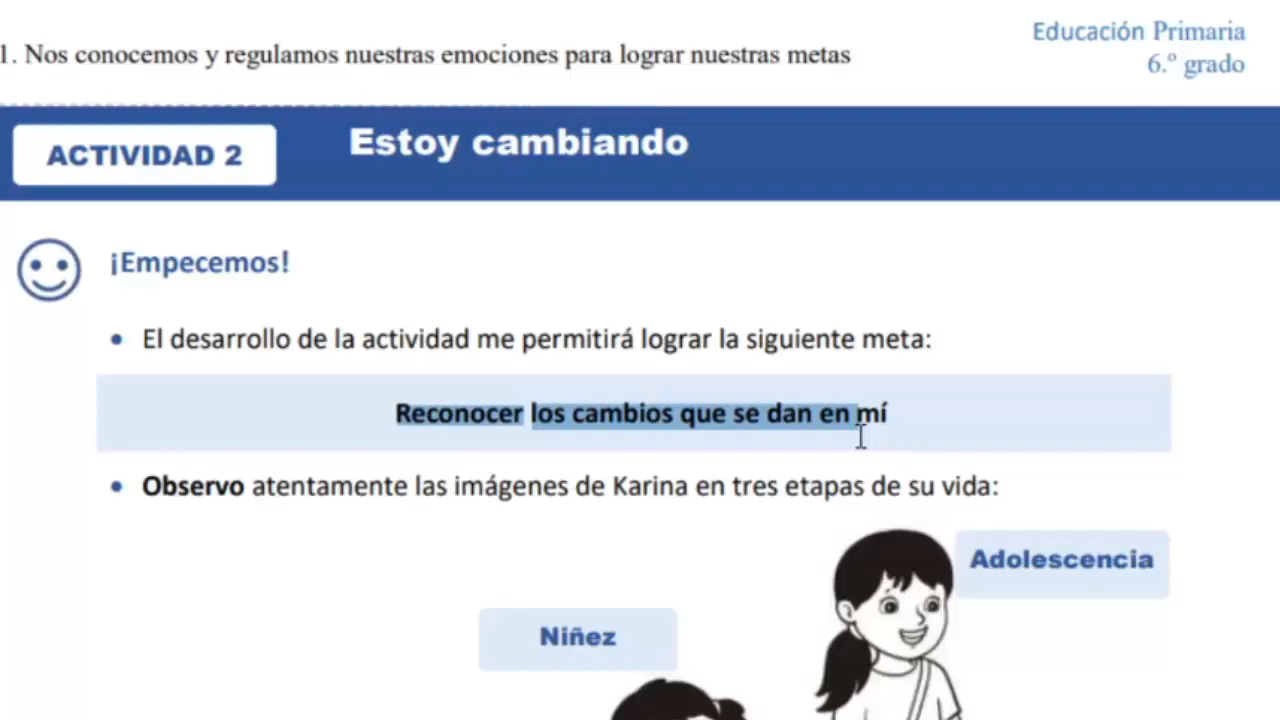 Educación Primaria
1. Nos conocemos y regulamos nuestras emociones para lograr nuestras metas
6.º grado
ACTIVIDAD 2
Estoy cambiando
¡Empecemos!
• El desarrollo de la actividad me permitirá lograr la siguiente meta:
Reconocer los cambios que se dan en mí
• Observo atentamente las imágenes de Karina en tres etapas de su vida:
Adolescencia
Niñez